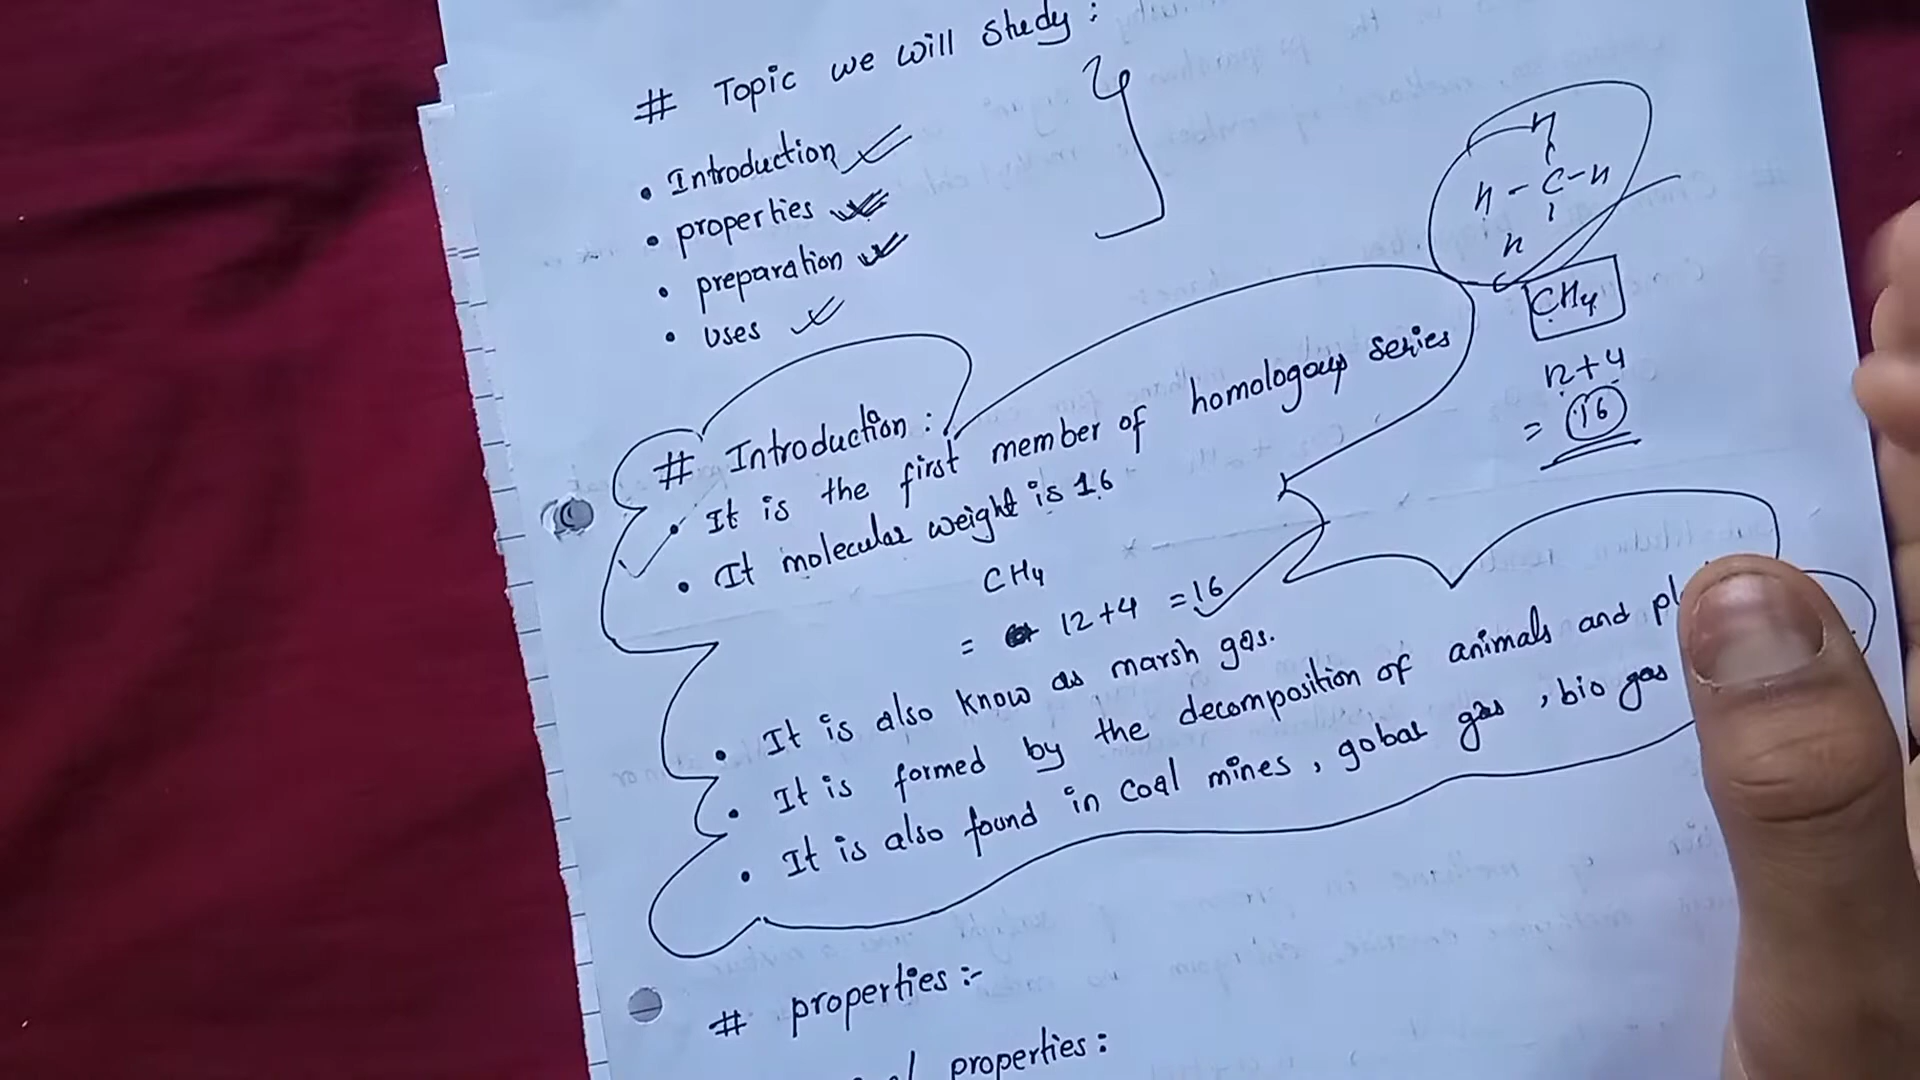 # Topic we will study :
• Introduction
• properties
• preparation
• uses
H
H - C - H
H
CH4
12+4
= 16
# Introduction :
• It is the first member of homologous series
• It molecular weight is 16
CH4
= 12+4 = 16
• It is also know as marsh gas.
• It is formed by the decomposition of animals and
• It is also found in coal mines, gobar gas, bio gas
# properties :-
properties :